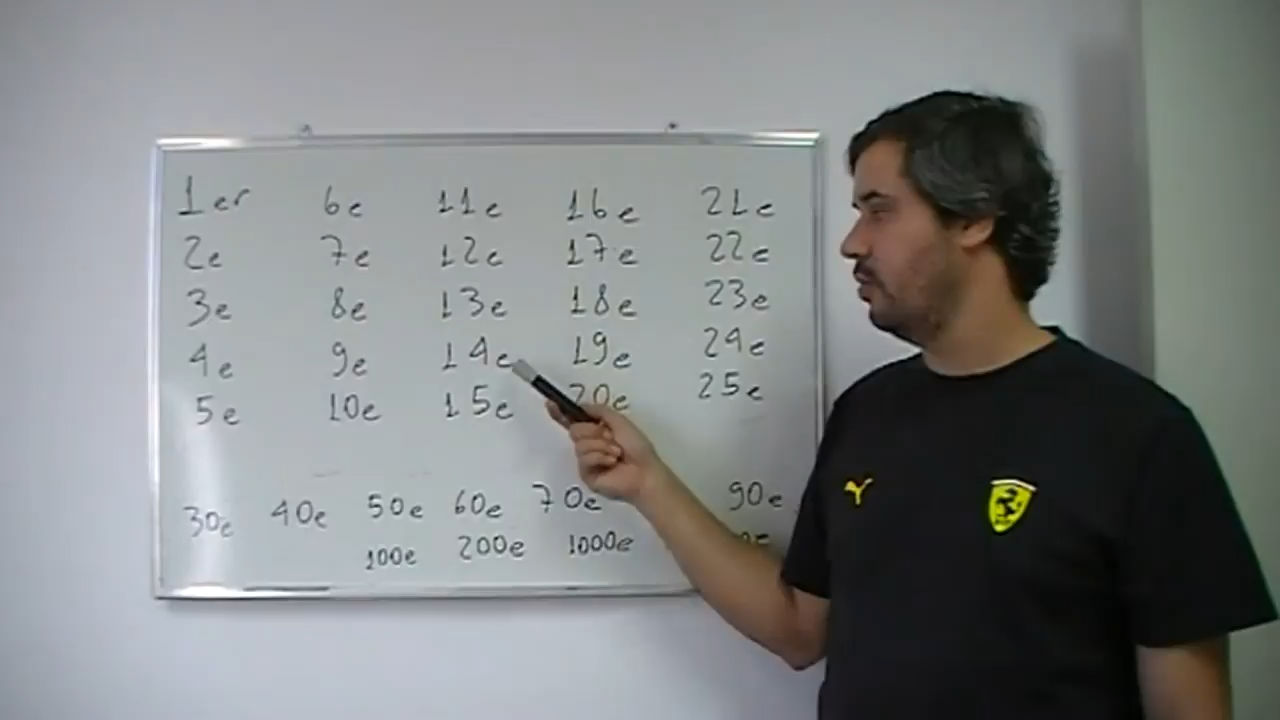 1er 6e 11e 16e 21e
2e 7e 12e 17e 22e
3e 8e 13e 18e 23e
4e 9e 14e 19e 24e
5e 10e 15e 20e 25e
30e 40e 50e 60e 70e 90e
100e 200e 1000e